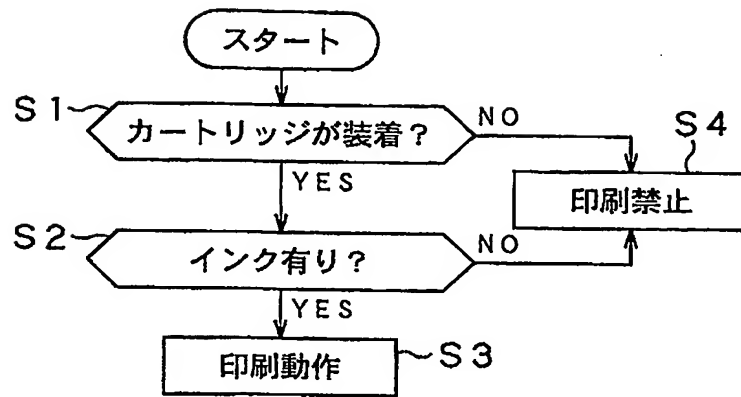 スタート
S1
カートリッジが装着？
NO
S4
YES
印刷禁止
S2
インク有り？
NO
YES
印刷動作
S3